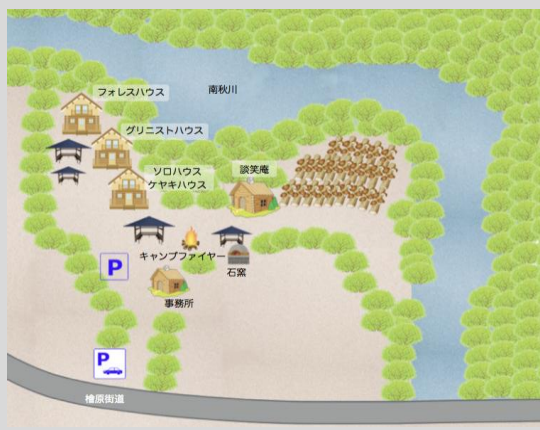 南秋川
フォレスハウス
グリニストハウス
ソロハウス
ケヤキハウス
談笑庵
キャンプファイヤー
石窯
P
事務所
P
檜原街道